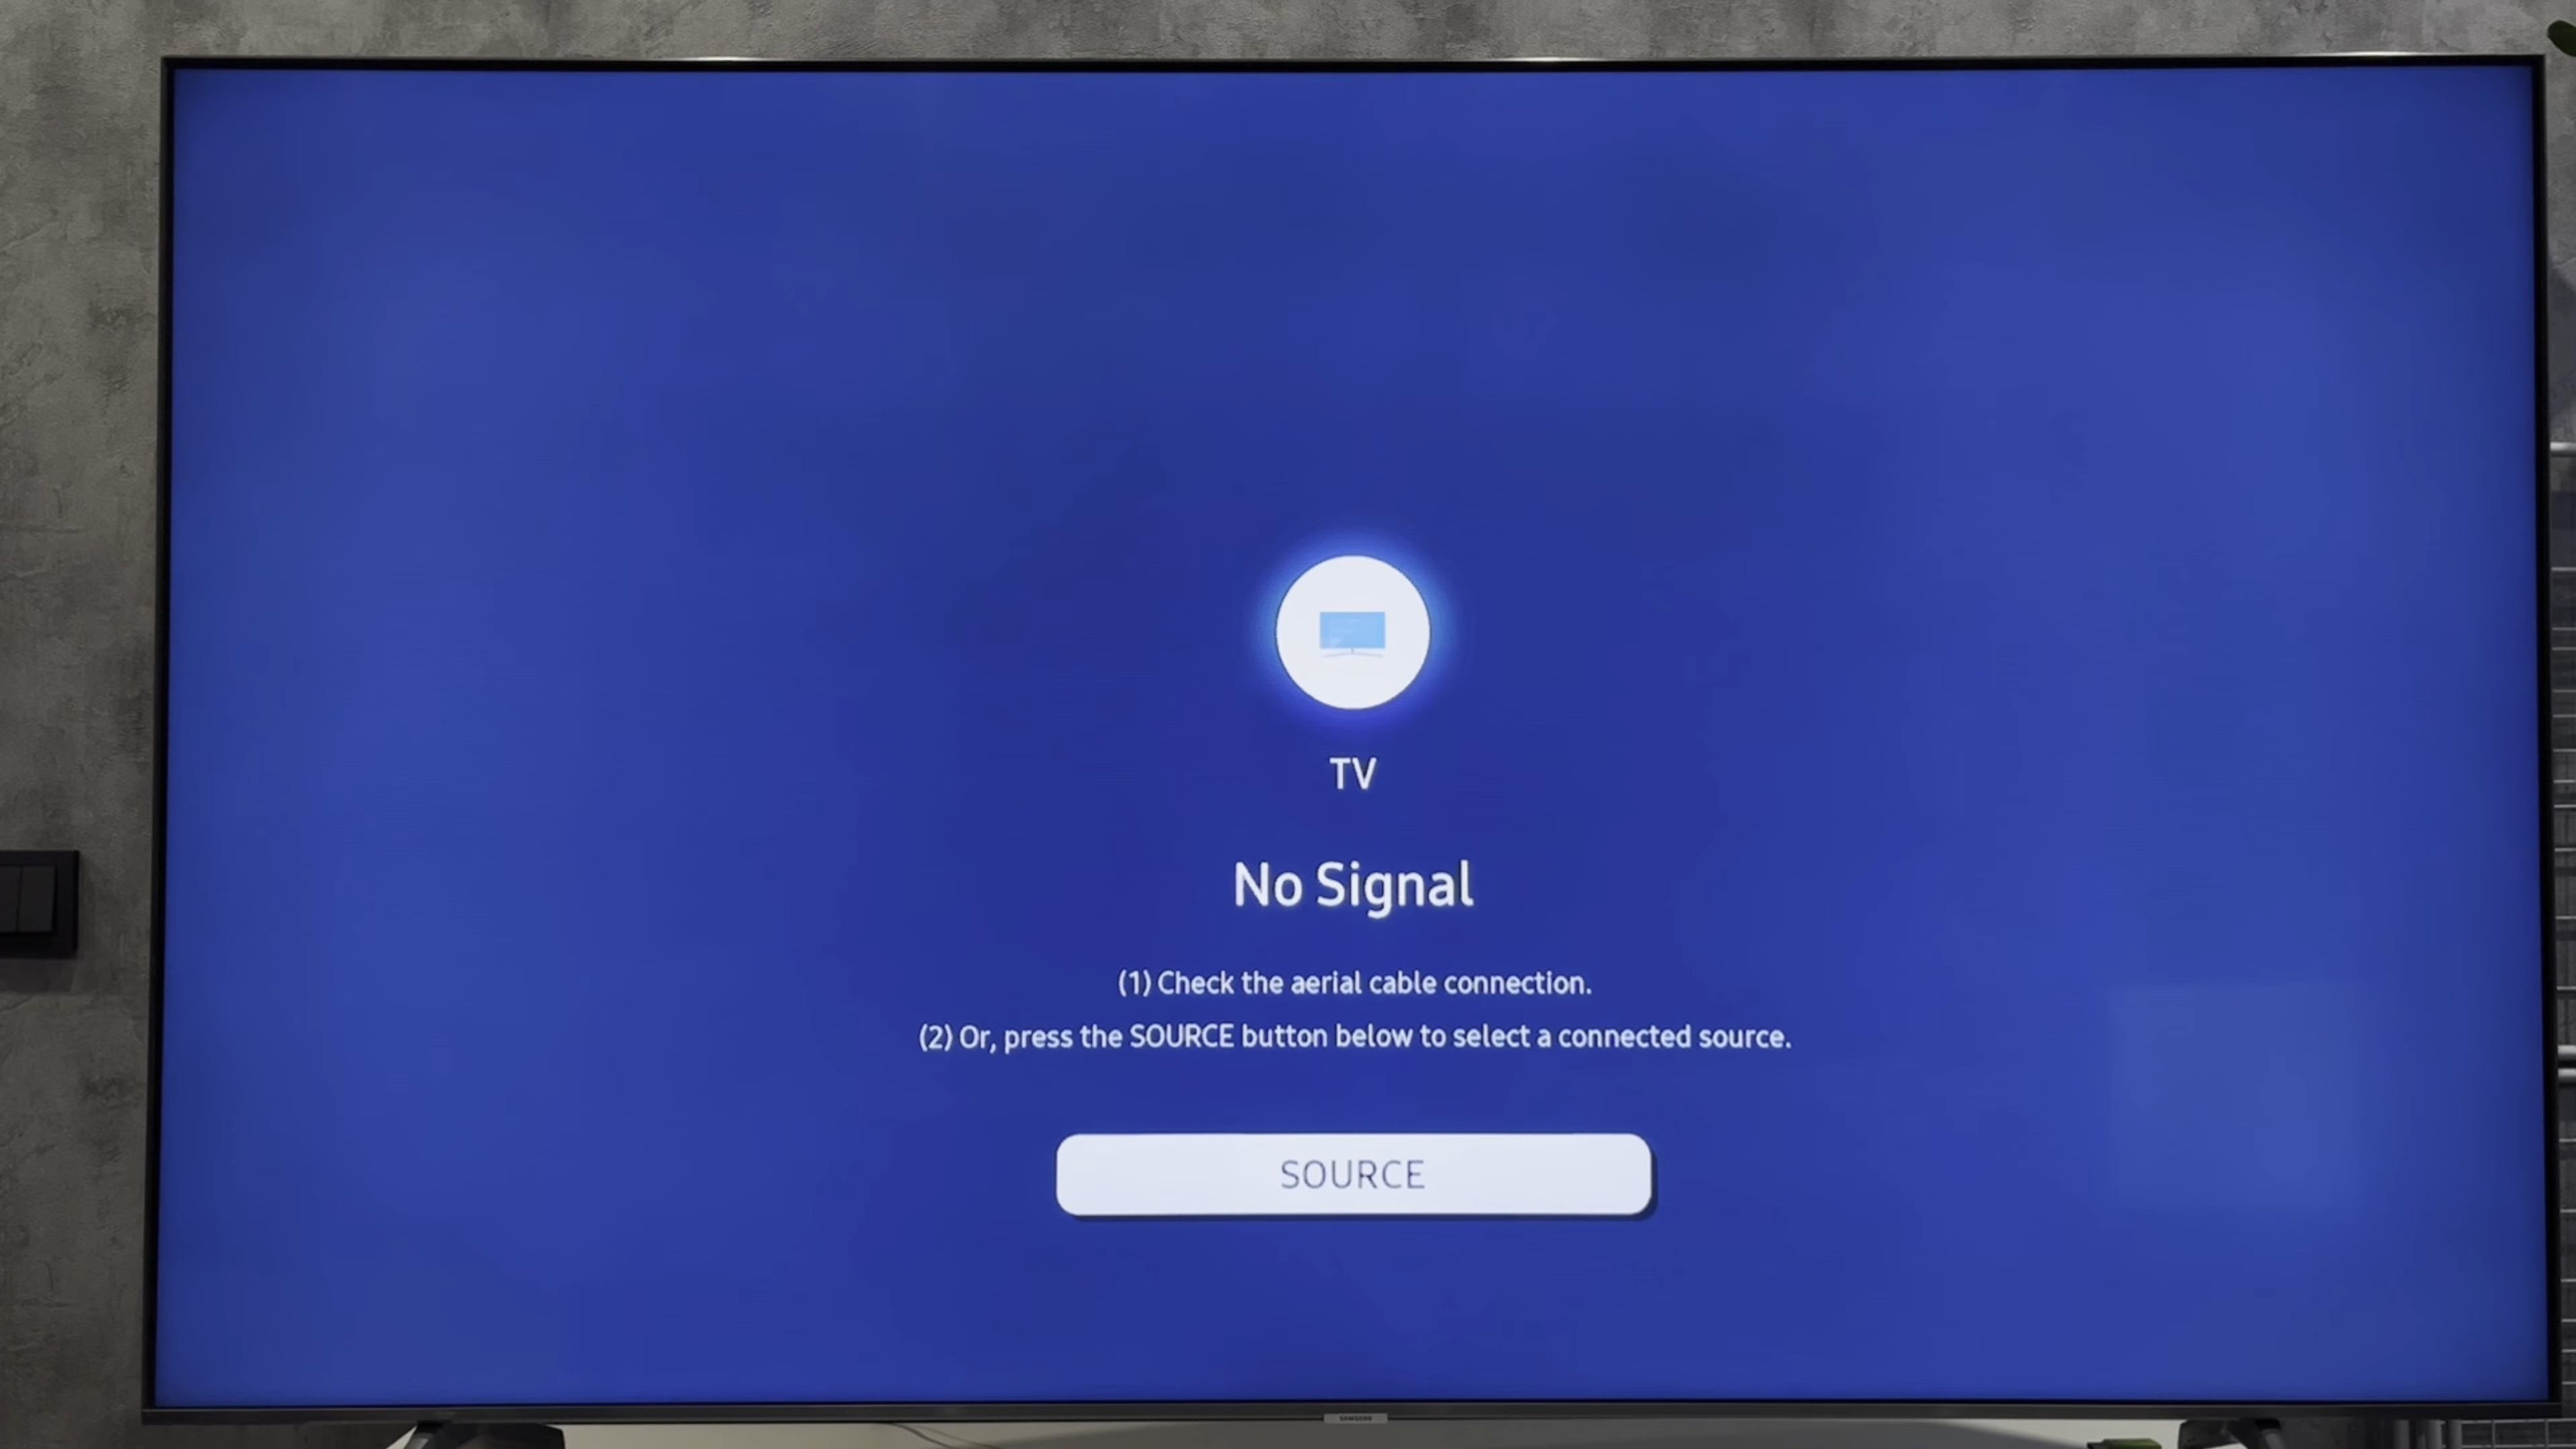 TV
No Signal
(1) Check the aerial cable connection.
(2) Or, press the SOURCE button below to select a connected source.
SOURCE
SAMSUNG